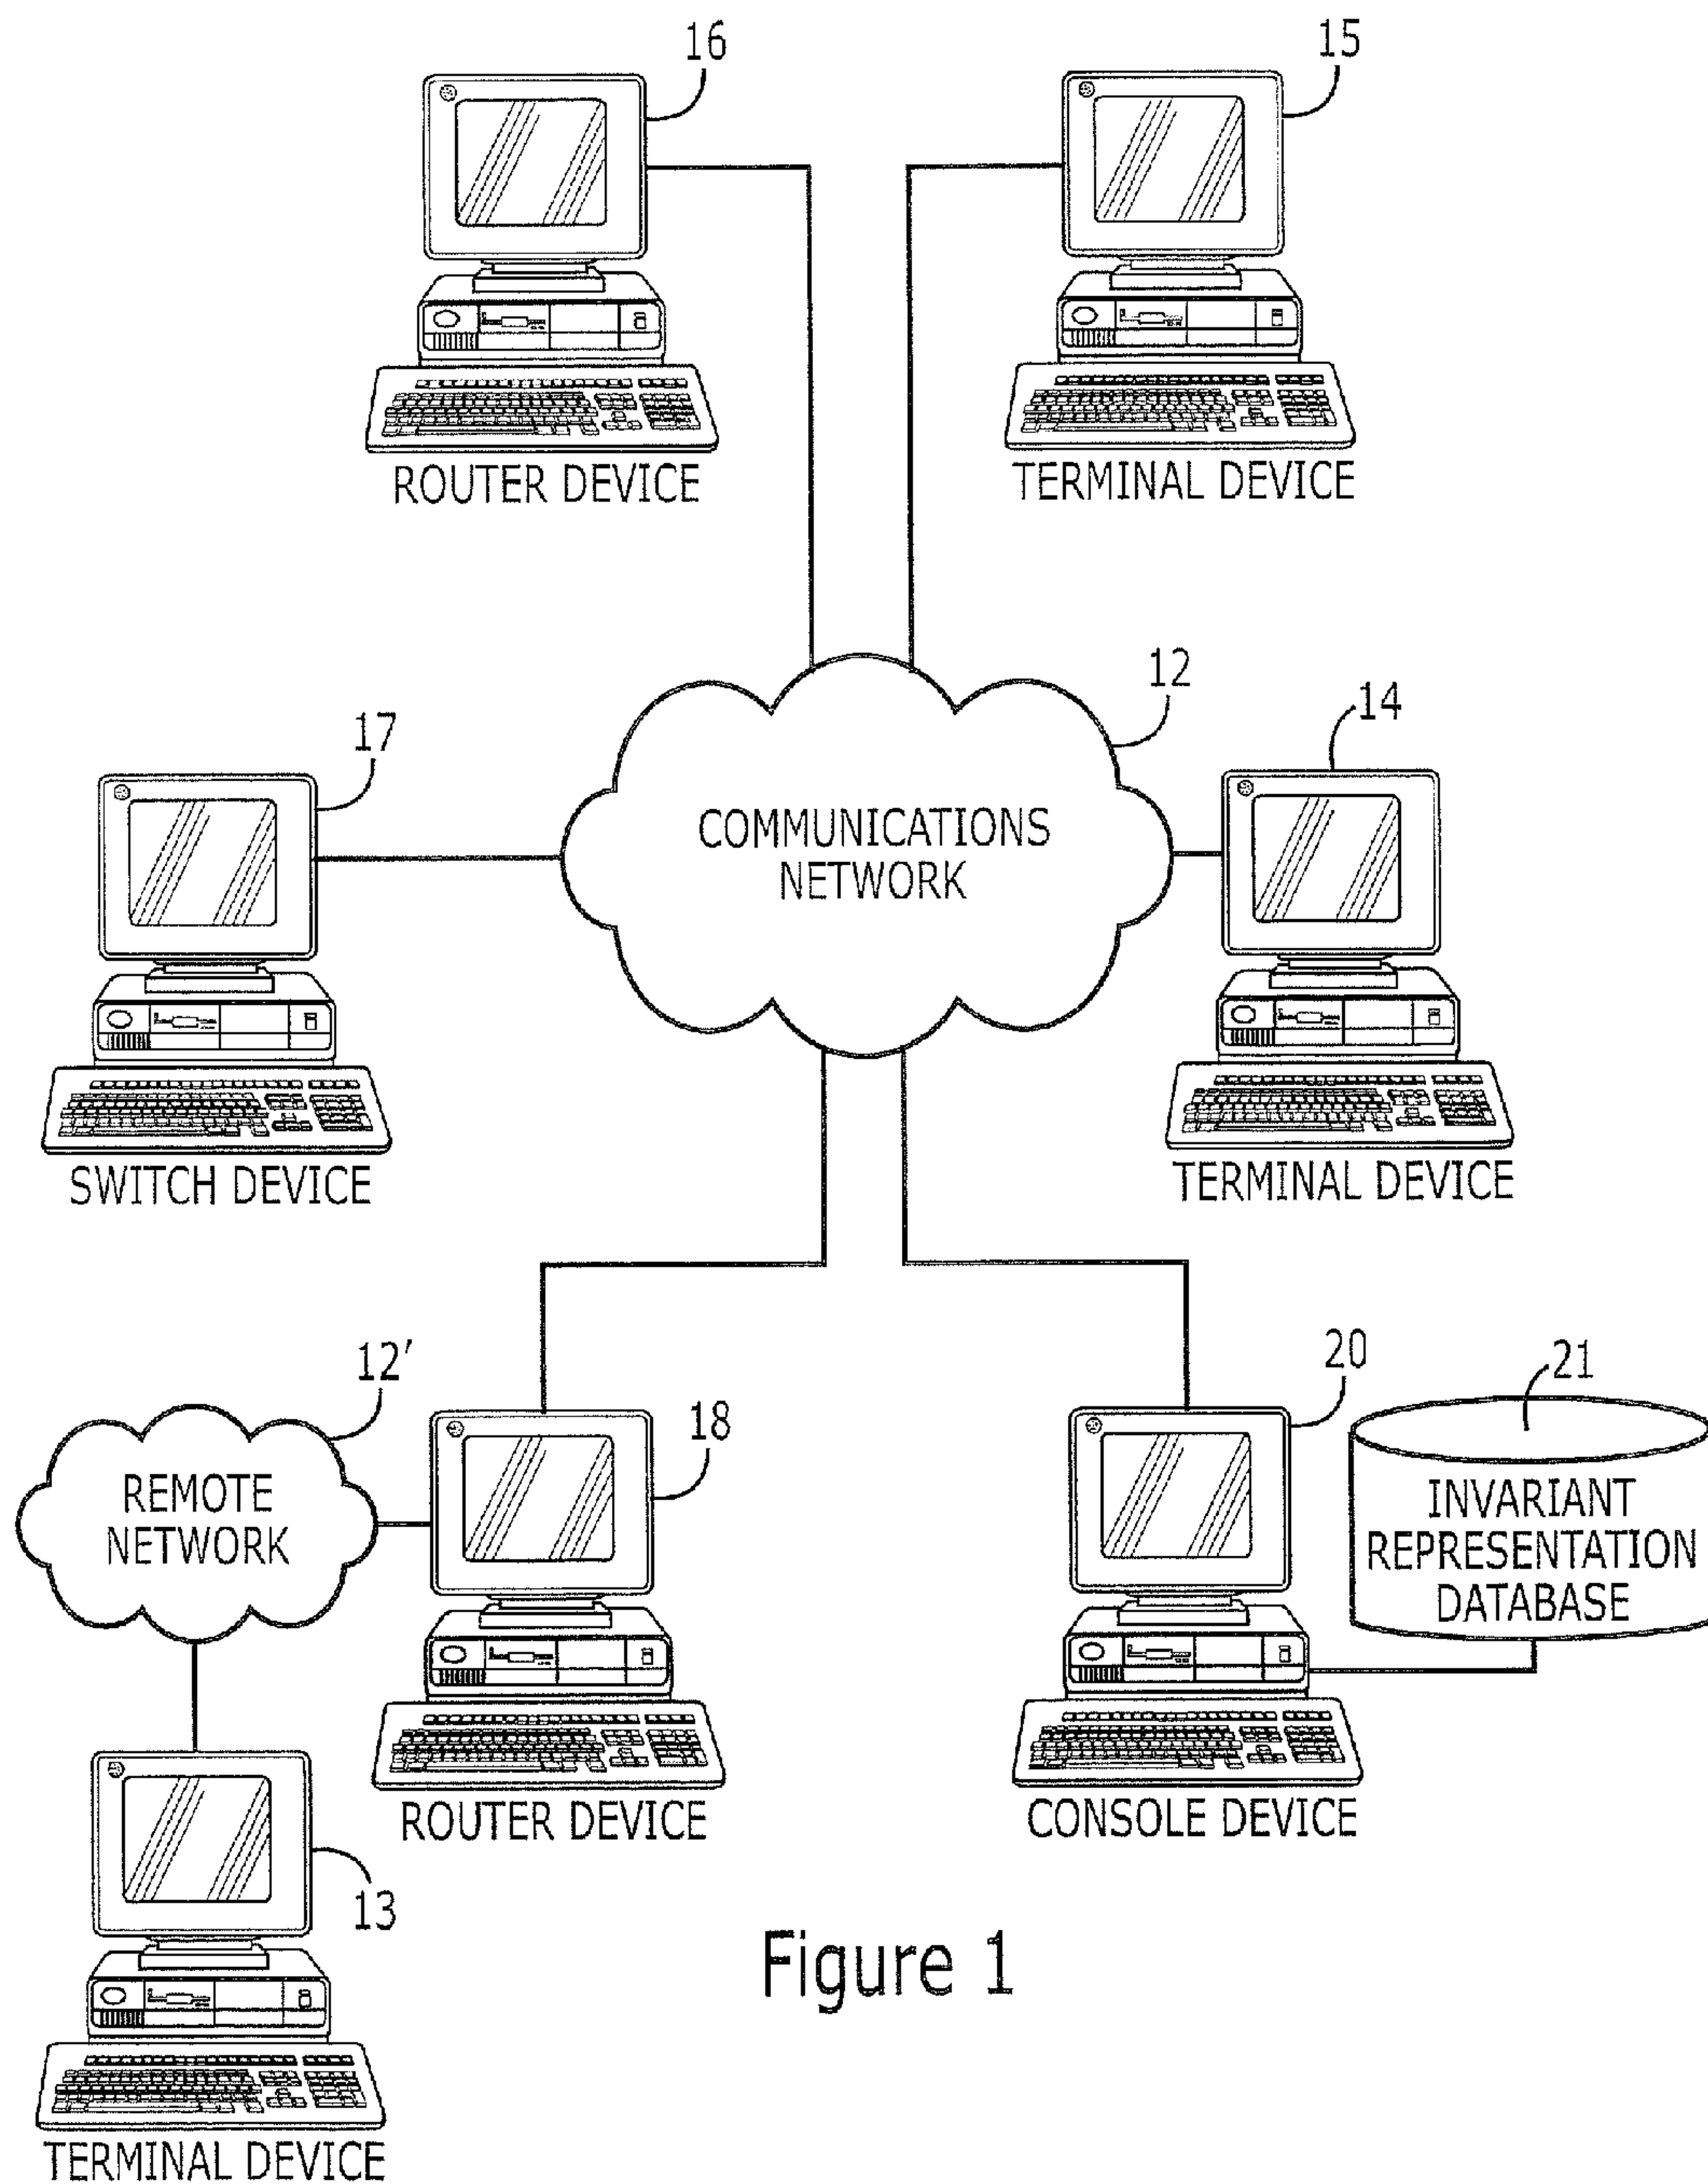 16
15
ROUTER DEVICE
TERMINAL DEVICE
12
14
17
COMMUNICATIONS
NETWORK
SWITCH DEVICE
TERMINAL DEVICE
12'
18
20
21
REMOTE
NETWORK
INVARIANT
REPRESENTATION
DATABASE
ROUTER DEVICE
CONSOLE DEVICE
13
Figure 1
TERMINAL DEVICE